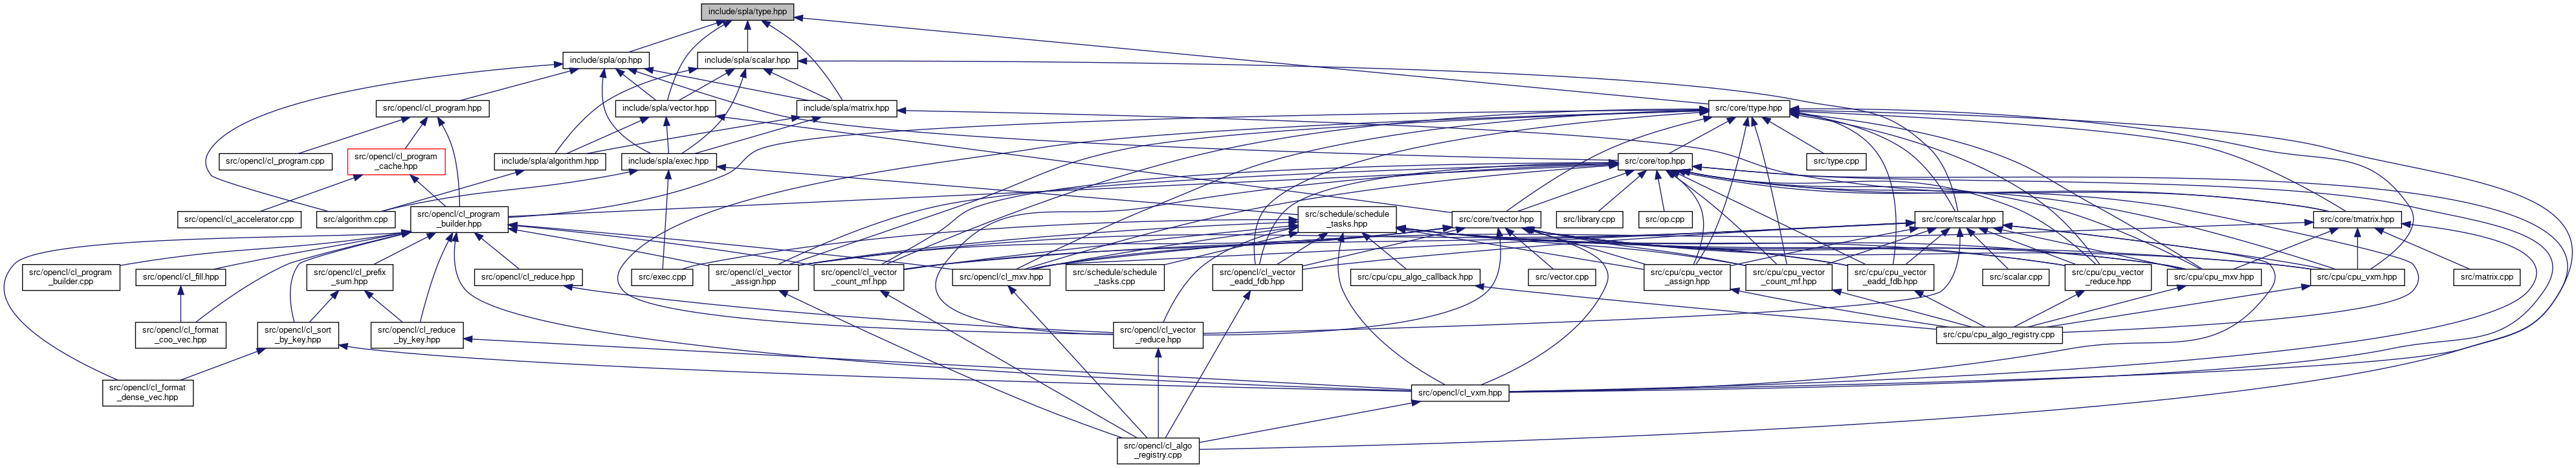 include/spla/type.hpp
include/spla/op.hpp
include/spla/scalar.hpp
src/opencl/cl_program.hpp
include/spla/vector.hpp
include/spla/matrix.hpp
src/core/ttype.hpp
src/opencl/cl_program.cpp
src/opencl/cl_program
_cache.hpp
include/spla/algorithm.hpp
include/spla/exec.hpp
src/core/top.hpp
src/type.cpp
src/opencl/cl_accelerator.cpp
src/algorithm.cpp
src/opencl/cl_program
_builder.hpp
src/schedule/schedule
_tasks.hpp
src/core/tvector.hpp
src/library.cpp
src/op.cpp
src/core/tscalar.hpp
src/core/tmatrix.hpp
src/opencl/cl_program
_builder.cpp
src/opencl/cl_fill.hpp
src/opencl/cl_prefix
_sum.hpp
src/opencl/cl_reduce.hpp
src/exec.cpp
src/opencl/cl_vector
_assign.hpp
src/opencl/cl_vector
_count_mf.hpp
src/opencl/cl_mxv.hpp
src/schedule/schedule
_tasks.cpp
src/opencl/cl_vector
_eadd_fdb.hpp
src/cpu/cpu_algo_callback.hpp
src/vector.cpp
src/cpu/cpu_vector
_assign.hpp
src/cpu/cpu_vector
_count_mf.hpp
src/cpu/cpu_vector
_eadd_fdb.hpp
src/scalar.cpp
src/cpu/cpu_vector
_reduce.hpp
src/cpu/cpu_mxv.hpp
src/cpu/cpu_vxm.hpp
src/matrix.cpp
src/opencl/cl_format
_coo_vec.hpp
src/opencl/cl_sort
_by_key.hpp
src/opencl/cl_reduce
_by_key.hpp
src/opencl/cl_vector
_reduce.hpp
src/cpu/cpu_algo_registry.cpp
src/opencl/cl_format
_dense_vec.hpp
src/opencl/cl_vxm.hpp
src/opencl/cl_algo
_registry.cpp